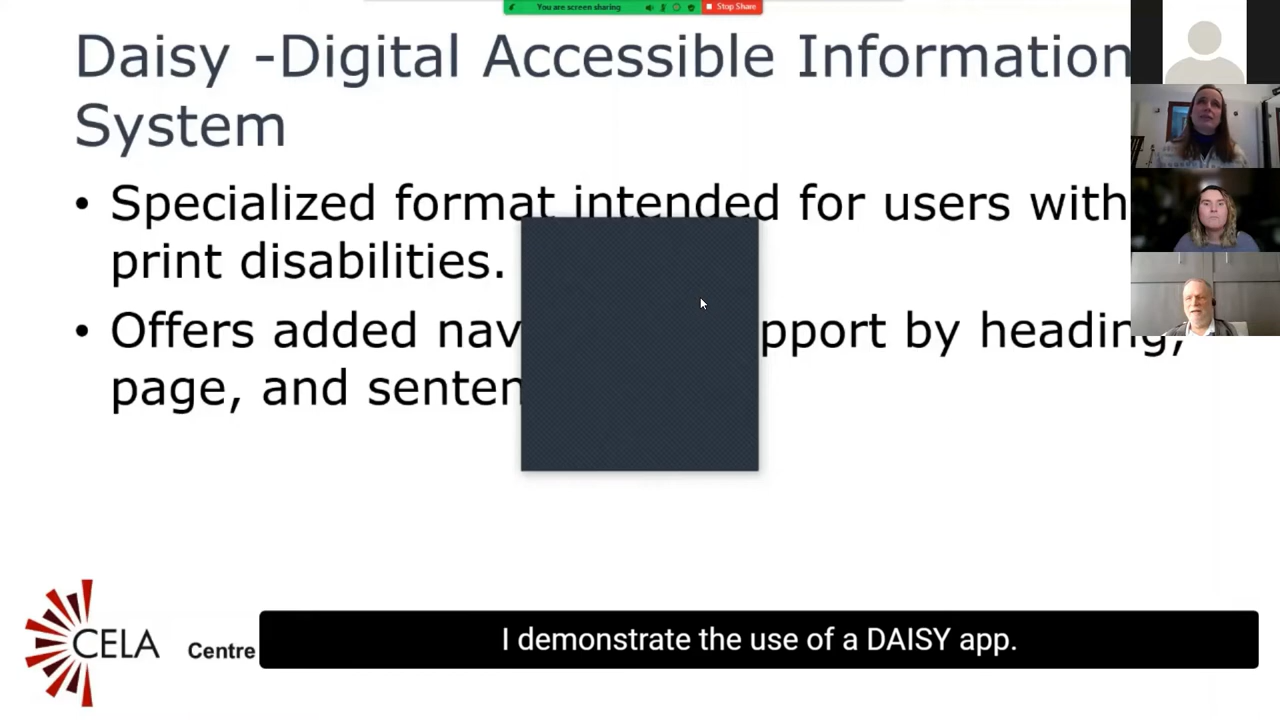 You are screen sharing
Stop Share
Daisy -Digital Accessible Information
System
• Specialized format intended for users with
print disabilities.
• Offers added nav pport by heading,
page, and senten
CELA
Centre
I demonstrate the use of a DAISY app.